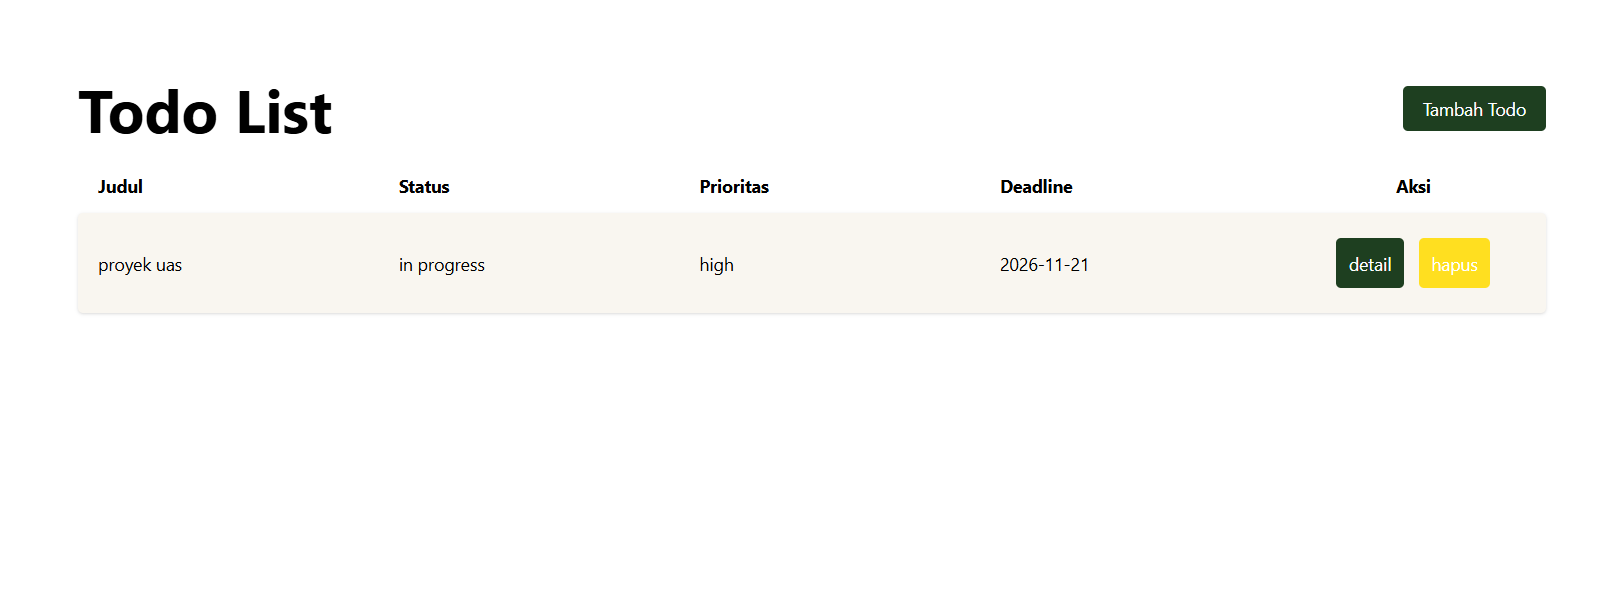 Todo List
Tambah Todo
Judul Status Prioritas Deadline Aksi
proyek uas in progress high 2026-11-21 detail hapus